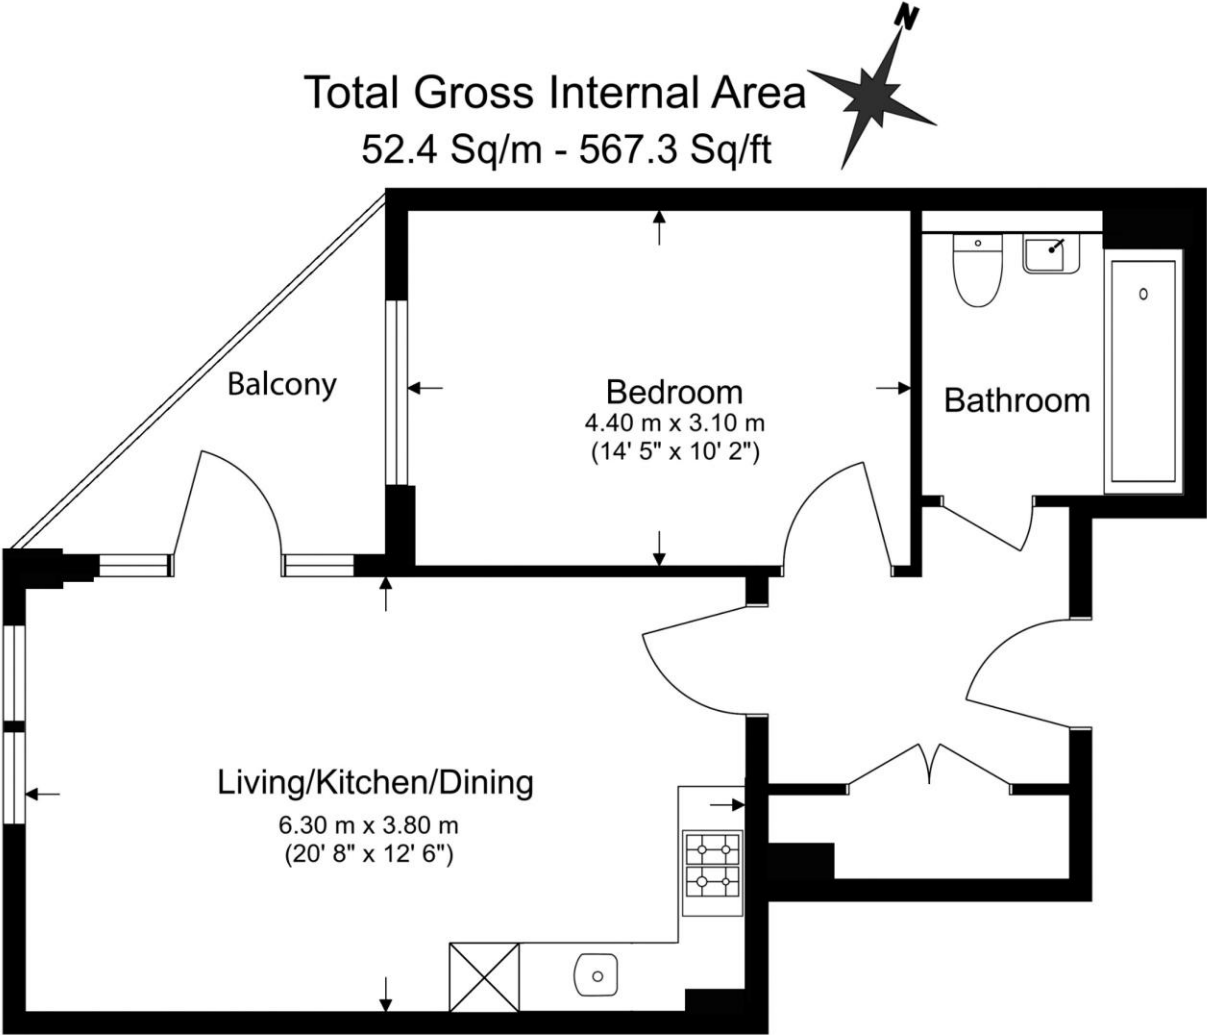 N
Total Gross Internal Area
52.4 Sq/m - 567.3 Sq/ft
Balcony
Bedroom
4.40 m x 3.10 m
(14' 5" x 10' 2")
Bathroom
Living/Kitchen/Dining
6.30 m x 3.80 m
(20' 8" x 12' 6")